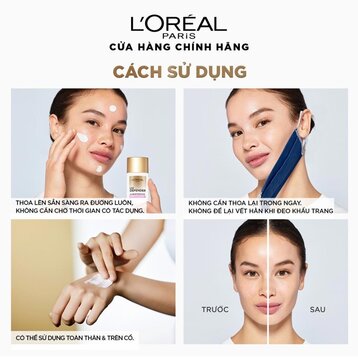 L'ORÉAL
PARIS
CỬA HÀNG CHÍNH HÃNG
CÁCH SỬ DỤNG
THOA LÊN SẴN SÀNG RA ĐƯỜNG LUÔN,
KHÔNG CẦN CHỜ THỜI GIAN CÓ TÁC DỤNG.
KHÔNG CẦN THOA LẠI TRONG NGÀY.
KHÔNG ĐỂ LẠI VẾT HẰN KHI ĐEO KHẨU TRANG
DEFENDER
CÓ THỂ SỬ DỤNG TOÀN THÂN & TRÊN CỔ.
TRƯỚC
SAU